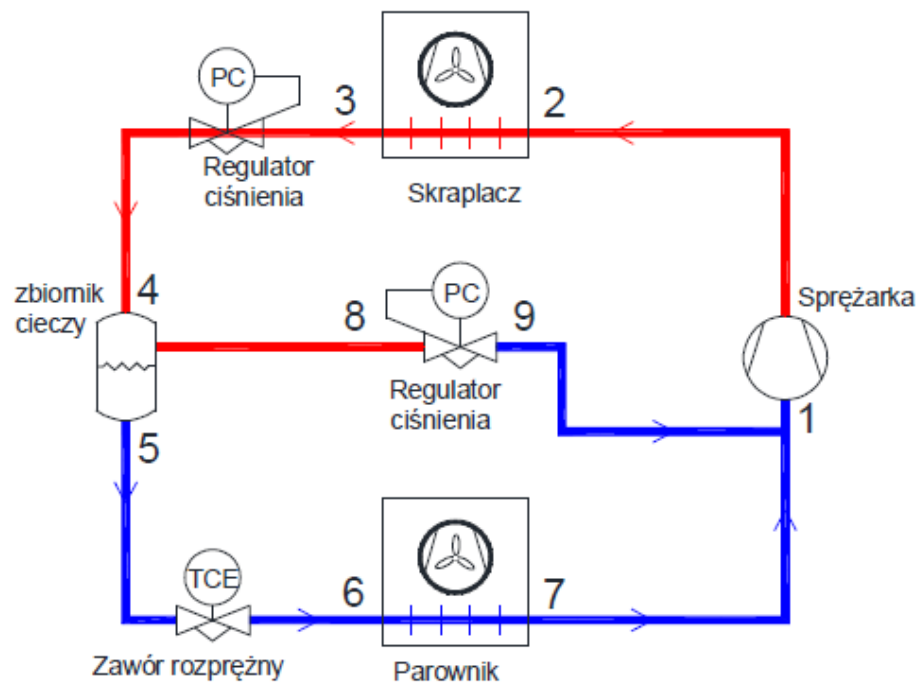 PC
3
2
Regulator
ciśnienia
Skraplacz
zbiornik
cieczy
4
PC
8
9
Sprężarka
Regulator
ciśnienia
1
5
TCE
6
7
Zawór rozprężny
Parownik